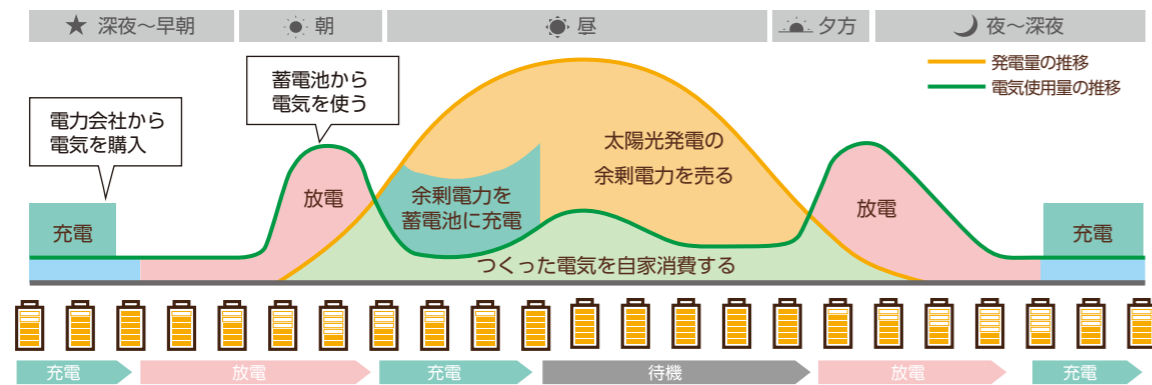 深夜～早朝
朝
昼
夕方
夜～深夜
発電量の推移
電気使用量の推移
蓄電池から
電気を使う
電力会社から
電気を購入
太陽光発電の
余剰電力を売る
放電
余剰電力を
蓄電池に充電
放電
充電
充電
つくった電気を自家消費する
充電
放電
充電
待機
放電
充電